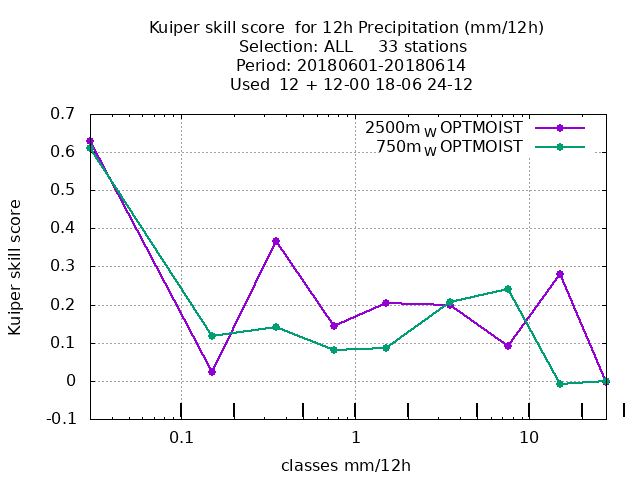 Kuiper skill score  for 12h Precipitation (mm/12h)
Selection: ALL     33 stations
Period: 20180601-20180614
Used  12 + 12-00 18-06 24-12
2500m W OPTMOIST
750m W OPTMOIST
Kuiper skill score
0.7
0.6
0.5
0.4
0.3
0.2
0.1
0
-0.1
0.1
1
10
classes mm/12h